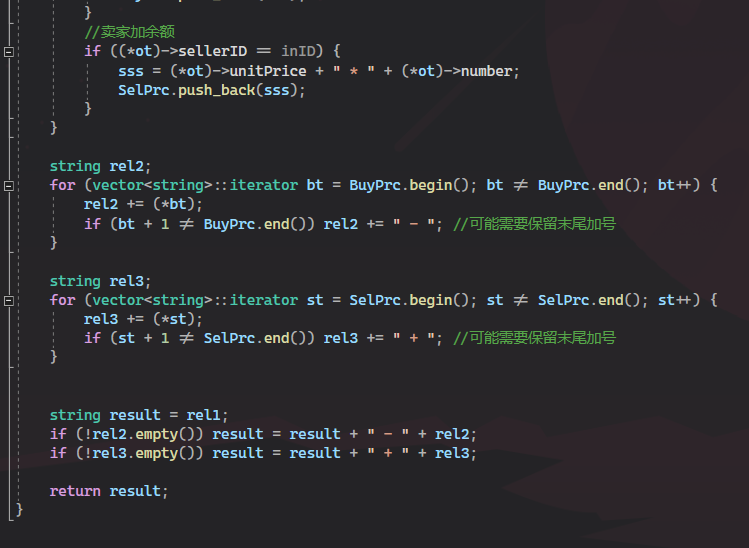 }
//卖家加余额
if ((*ot)->sellerID == inID) {
sss = (*ot)->unitPrice + " * " + (*ot)->number;
SelPrc.push_back(sss);
}
}
string rel2;
for (vector<string>::iterator bt = BuyPrc.begin(); bt != BuyPrc.end(); bt++) {
rel2 += (*bt);
if (bt + 1 != BuyPrc.end()) rel2 += " - "; //可能需要保留末尾加号
}
string rel3;
for (vector<string>::iterator st = SelPrc.begin(); st != SelPrc.end(); st++) {
rel3 += (*st);
if (st + 1 != SelPrc.end()) rel3 += " + "; //可能需要保留末尾加号
}
string result = rel1;
if (!rel2.empty()) result = result + " - " + rel2;
if (!rel3.empty()) result = result + " + " + rel3;
return result;
}